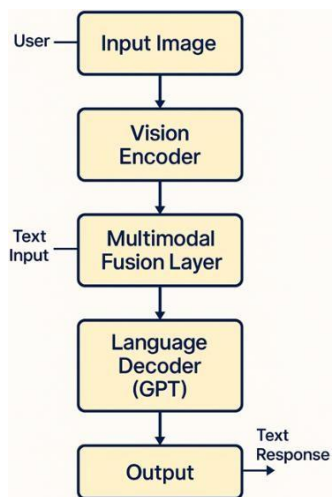 User
Input Image
Vision
Encoder
Text
Input
Multimodal
Fusion Layer
Language
Decoder
(GPT)
Text
Response
Output